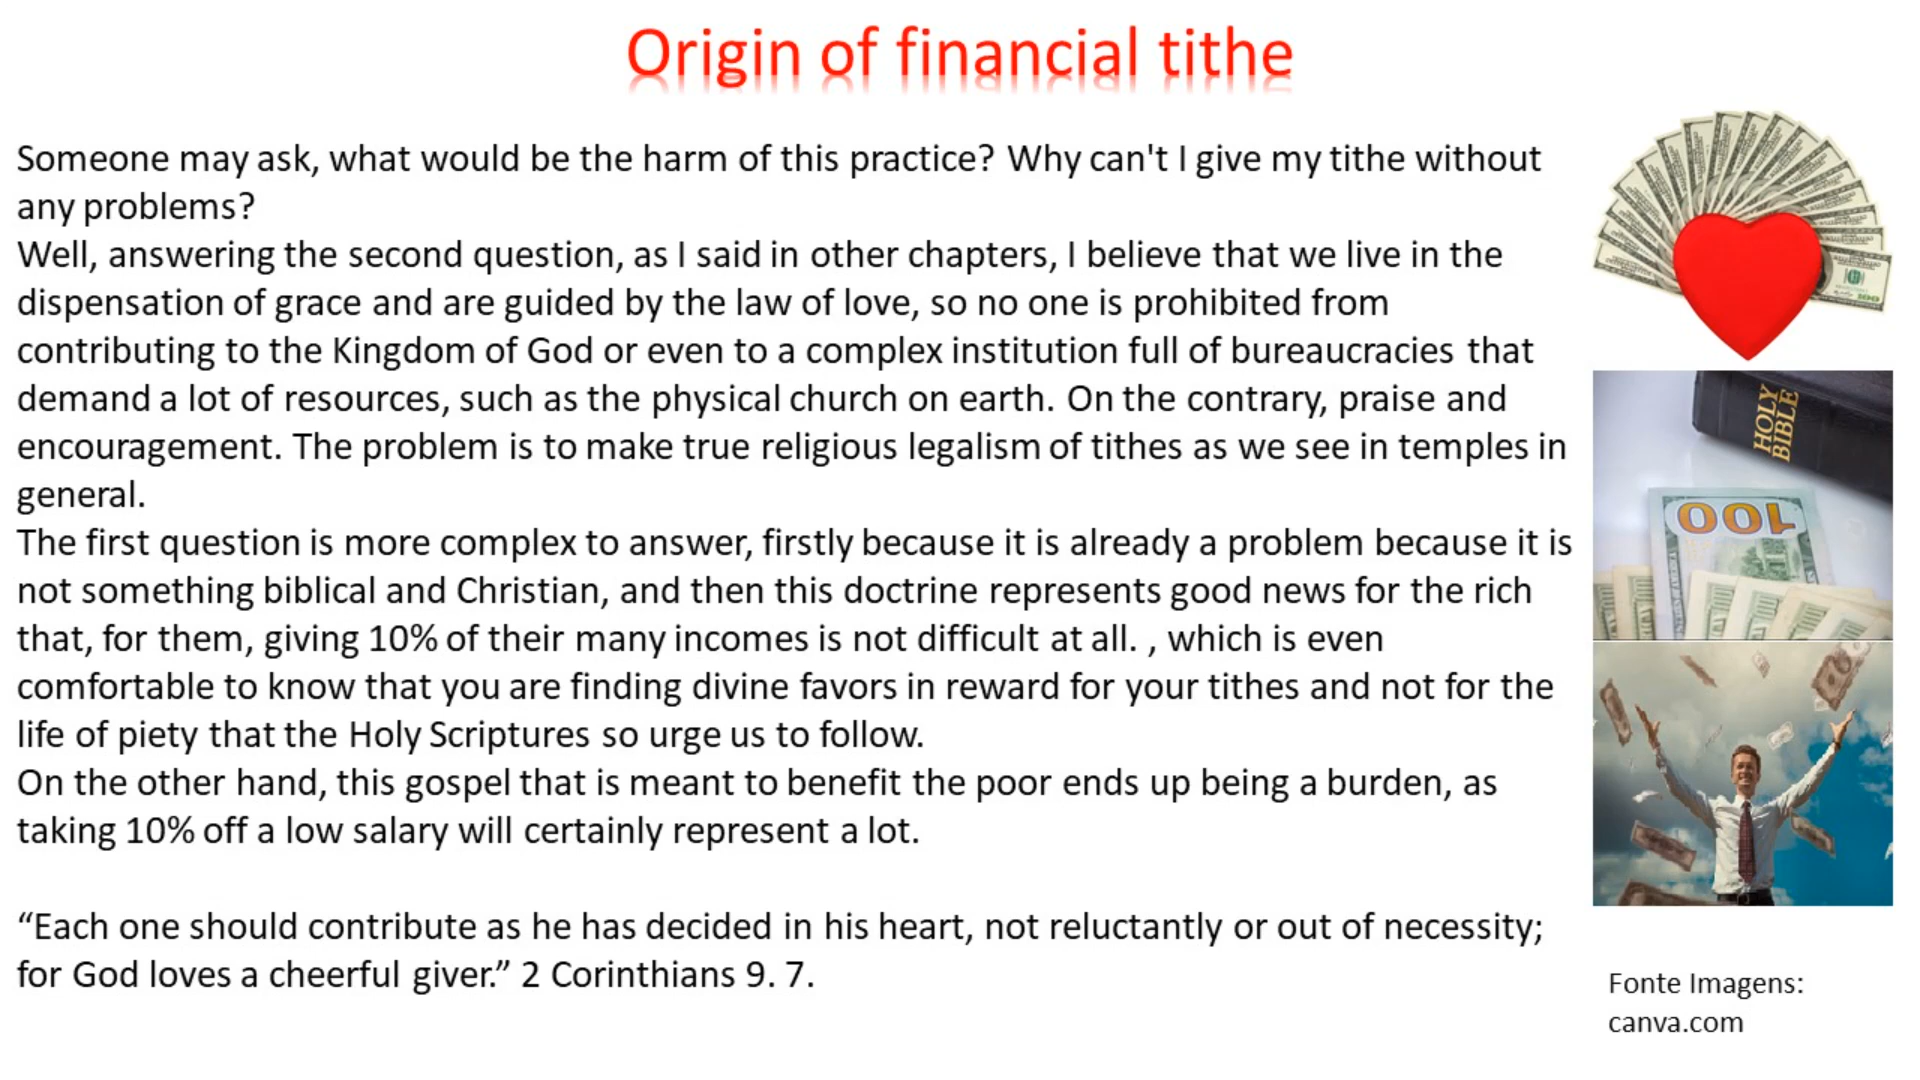 Origin of financial tithe
Someone may ask, what would be the harm of this practice? Why can't I give my tithe without
any problems?
Well, answering the second question, as I said in other chapters, I believe that we live in the
dispensation of grace and are guided by the law of love, so no one is prohibited from
contributing to the Kingdom of God or even to a complex institution full of bureaucracies that
demand a lot of resources, such as the physical church on earth. On the contrary, praise and
encouragement. The problem is to make true religious legalism of tithes as we see in temples in
general.
The first question is more complex to answer, firstly because it is already a problem because it is
not something biblical and Christian, and then this doctrine represents good news for the rich
that, for them, giving 10% of their many incomes is not difficult at all. , which is even
comfortable to know that you are finding divine favors in reward for your tithes and not for the
life of piety that the Holy Scriptures so urge us to follow.
On the other hand, this gospel that is meant to benefit the poor ends up being a burden, as
taking 10% off a low salary will certainly represent a lot.
“Each one should contribute as he has decided in his heart, not reluctantly or out of necessity;
for God loves a cheerful giver.” 2 Corinthians 9. 7.
100
HOLY
BIBLE
100
Fonte Imagens:
canva.com